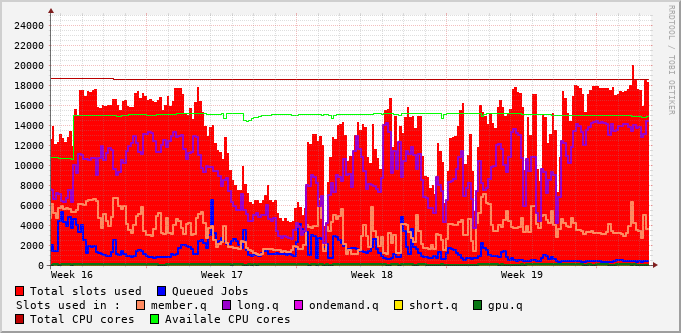 RRDTOOL / TOBI OETIKER
24000
22000
20000
18000
16000
14000
12000
10000
8000
6000
4000
2000
0
Week 16 Week 17 Week 18 Week 19
Total slots used Queued Jobs
Slots used in : member.q long.q ondemand.q short.q gpu.q
Total CPU cores Availale CPU cores